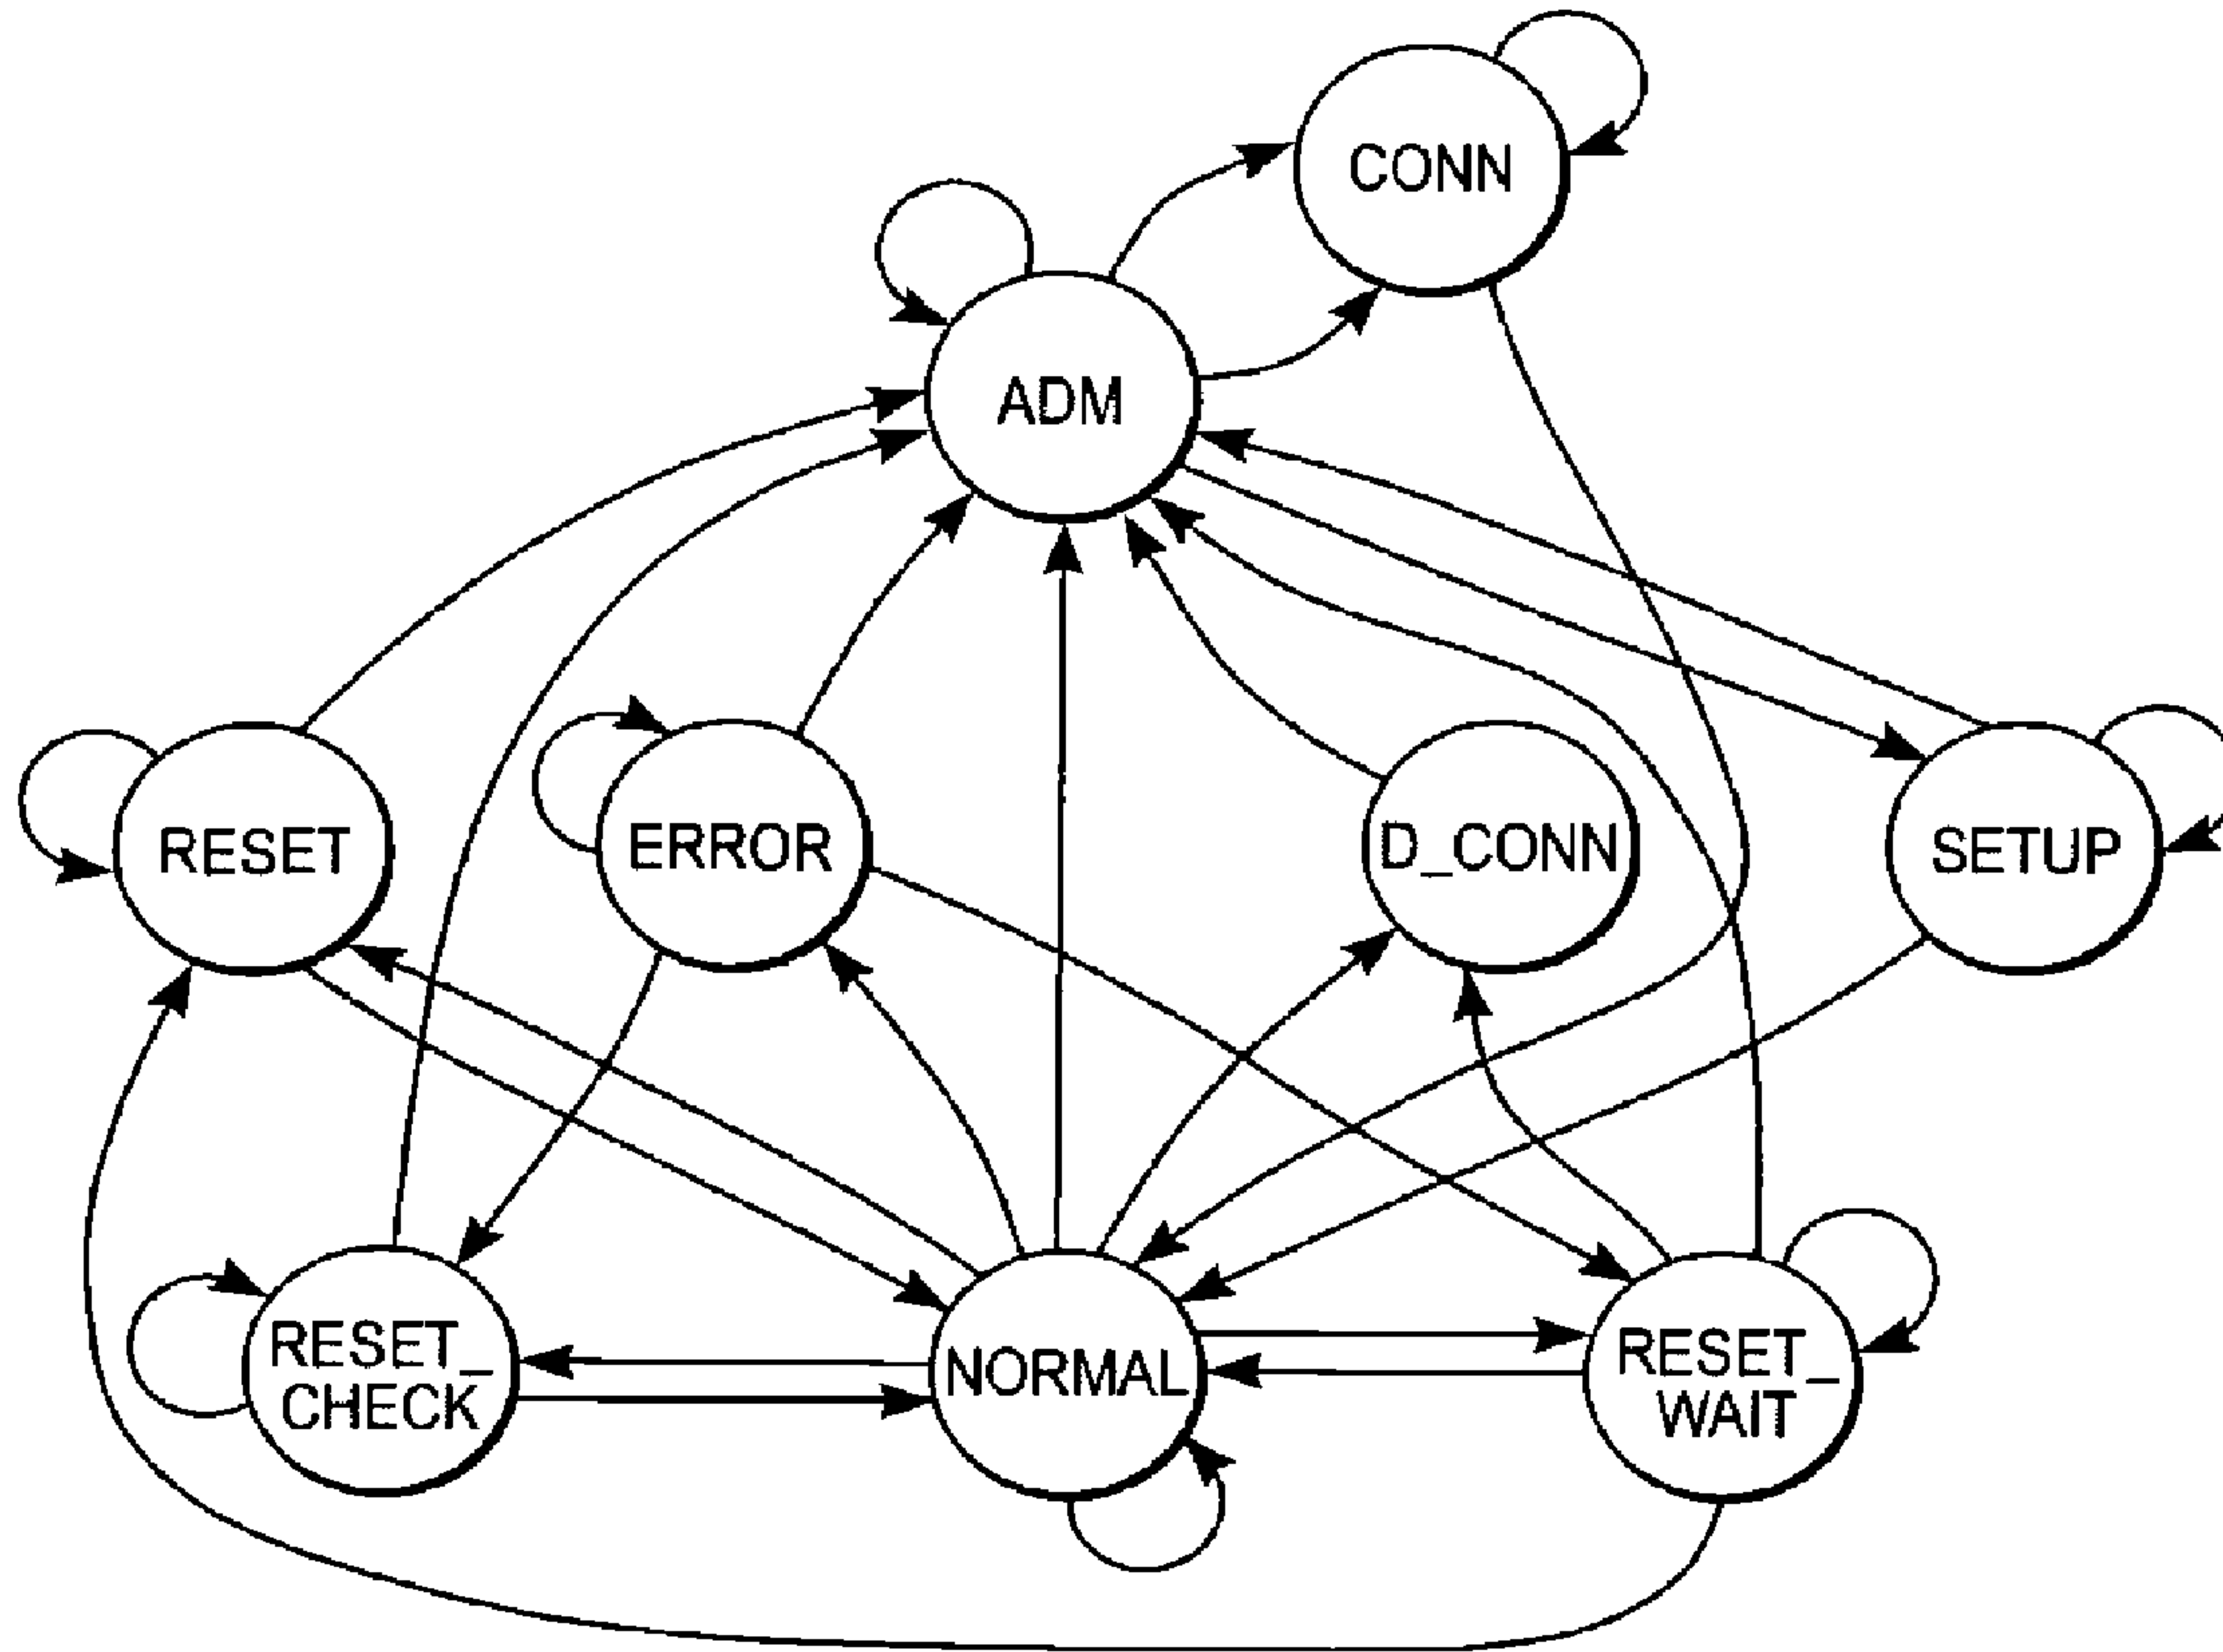 CONN
ADM
RESET
ERROR
D_CONN
SETUP
RESET_
CHECK
NORMAL
RESET_
WAIT